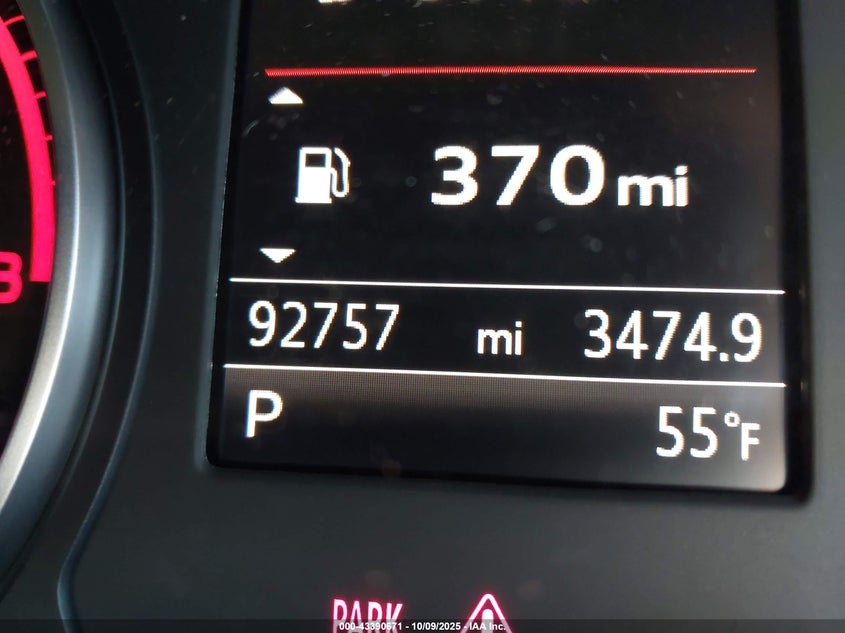 370 mi
92757 mi 3474.9
P 55°F
PARK
000-43390671 - 10/09/2025 - IAA Inc.